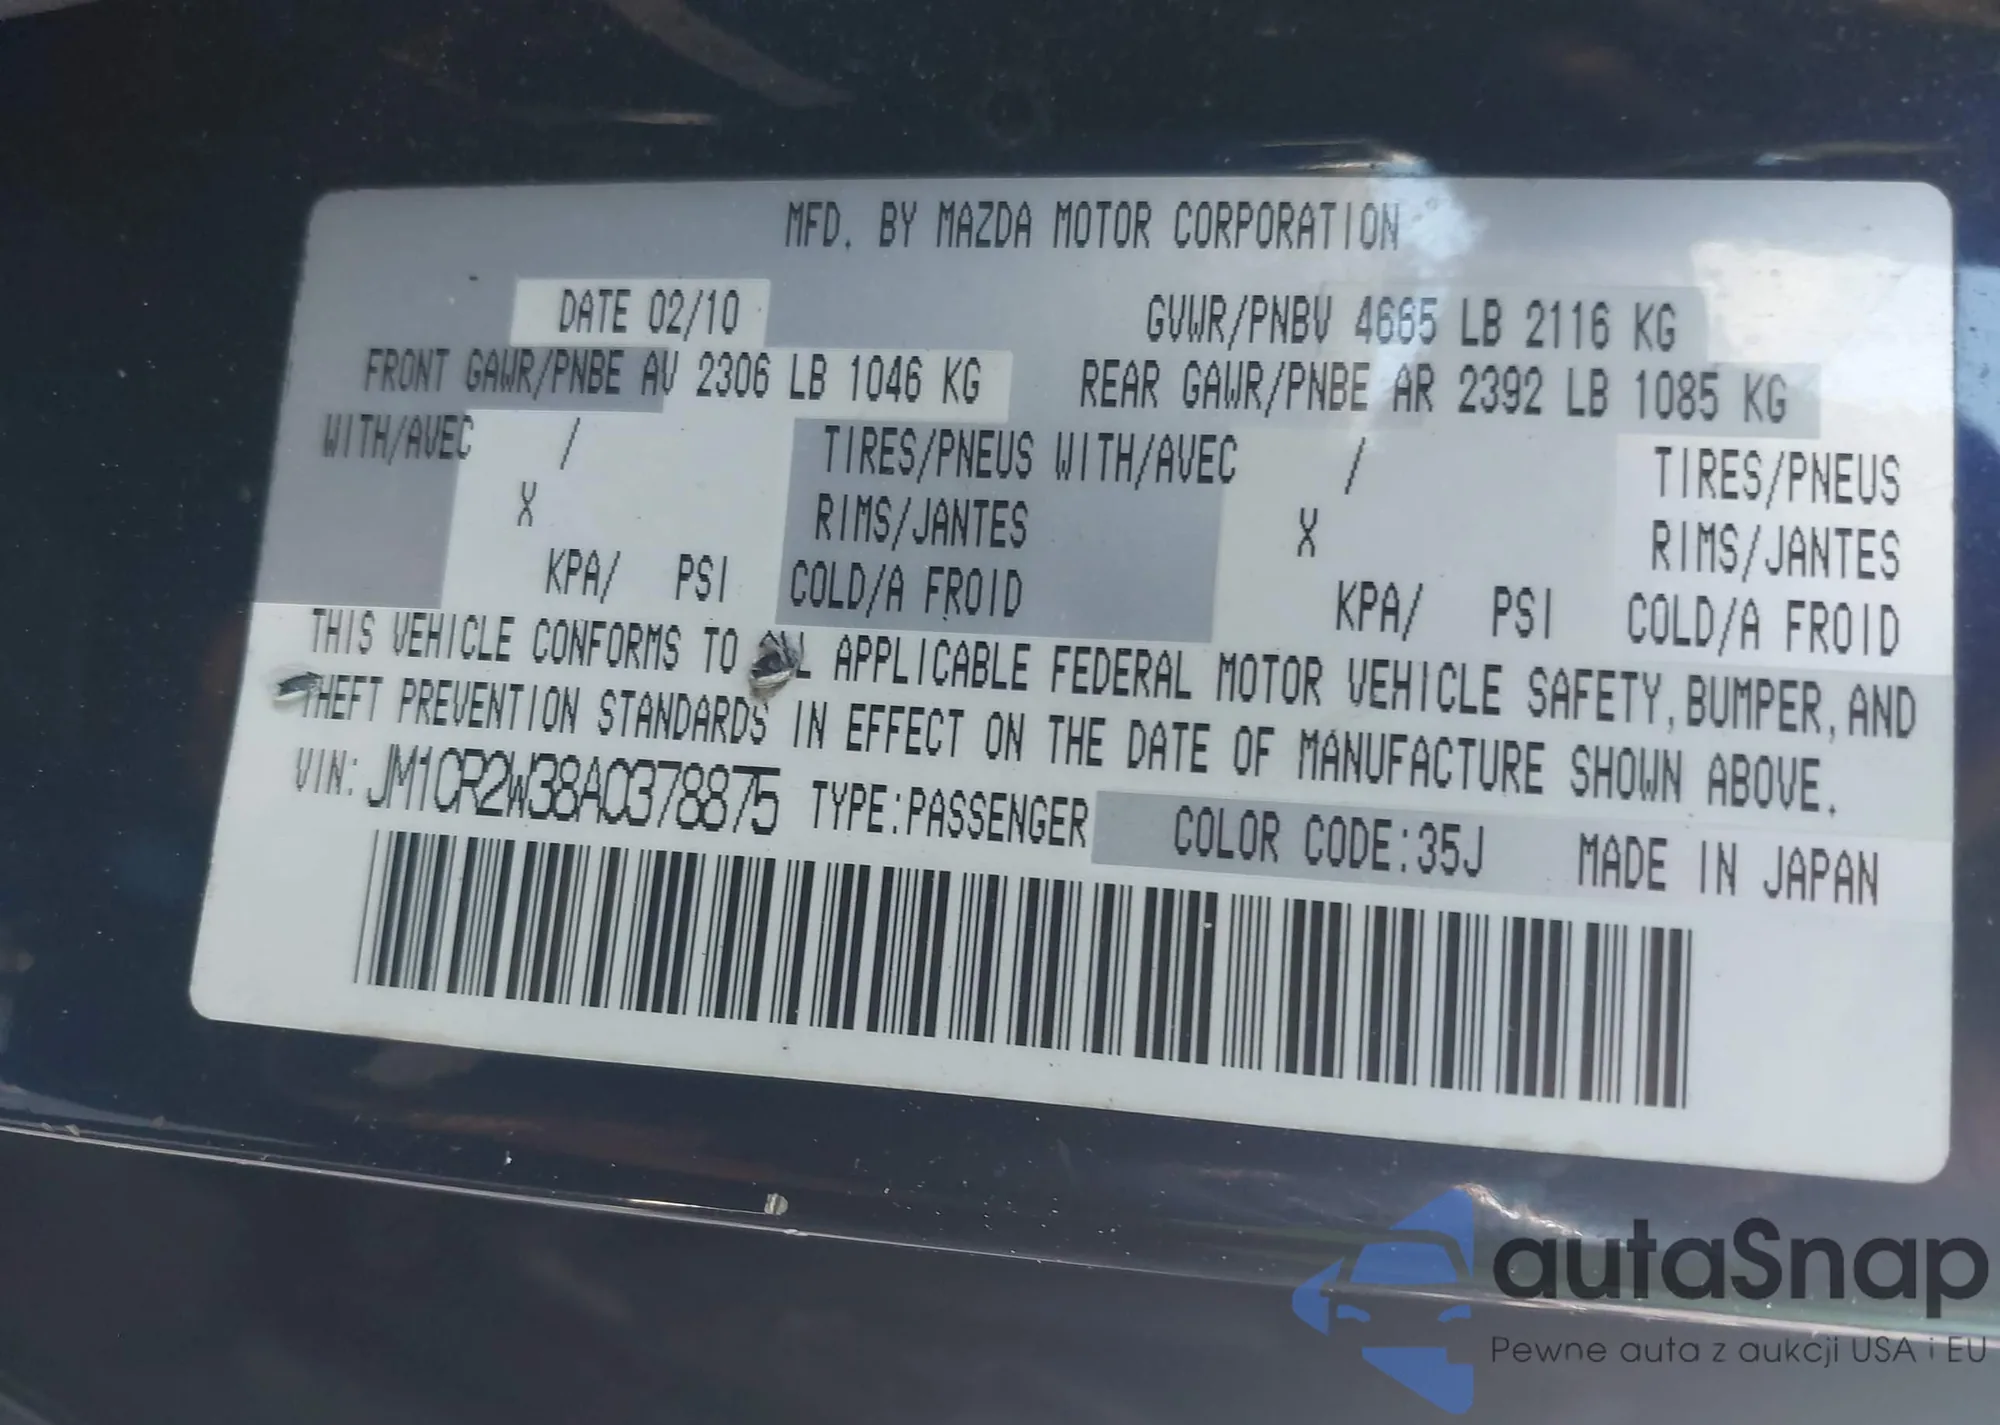 MFD. BY MAZDA MOTOR CORPORATION
DATE 02/10 GVWR/PNBV 4665 LB 2116 KG
FRONT GAWR/PNBE AV 2306 LB 1046 KG REAR GAWR/PNBE AR 2392 LB 1085 KG
WITH/AVEC / TIRES/PNEUS WITH/AVEC / TIRES/PNEUS
X RIMS/JANTES X RIMS/JANTES
KPA/ PSI COLD/A FROID KPA/ PSI COLD/A FROID
THIS VEHICLE CONFORMS TO ALL APPLICABLE FEDERAL MOTOR VEHICLE SAFETY, BUMPER, AND
THEFT PREVENTION STANDARDS IN EFFECT ON THE DATE OF MANUFACTURE SHOWN ABOVE.
VIN: JM1CR2W38A0378875 TYPE:PASSENGER COLOR CODE:35J MADE IN JAPAN
autaSnap
Pewne auta z aukcji USA i EU